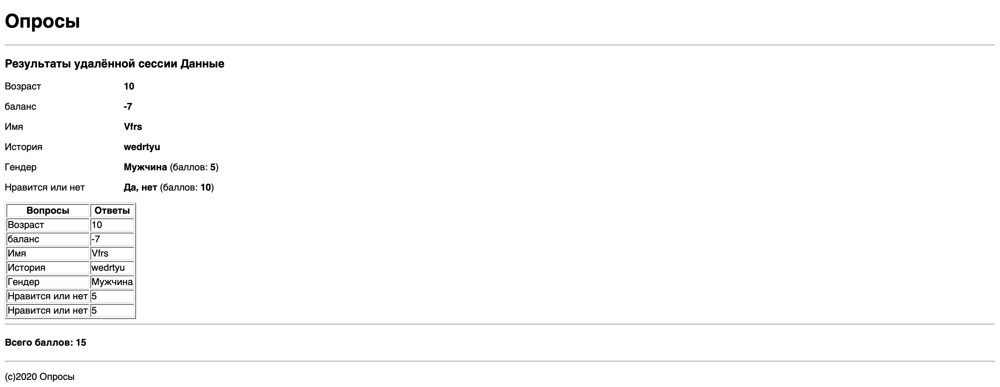 Опросы
Результаты удалённой сессии Данные
Возраст 10
баланс -7
Имя Vfrs
История wedrtyu
Гендер Мужчина (баллов: 5)
Нравится или нет Да, нет (баллов: 10)
Вопросы Ответы
Возраст 10
баланс -7
Имя Vfrs
История wedrtyu
Гендер Мужчина
Нравится или нет 5
Нравится или нет 5
Всего баллов: 15
(c)2020 Опросы